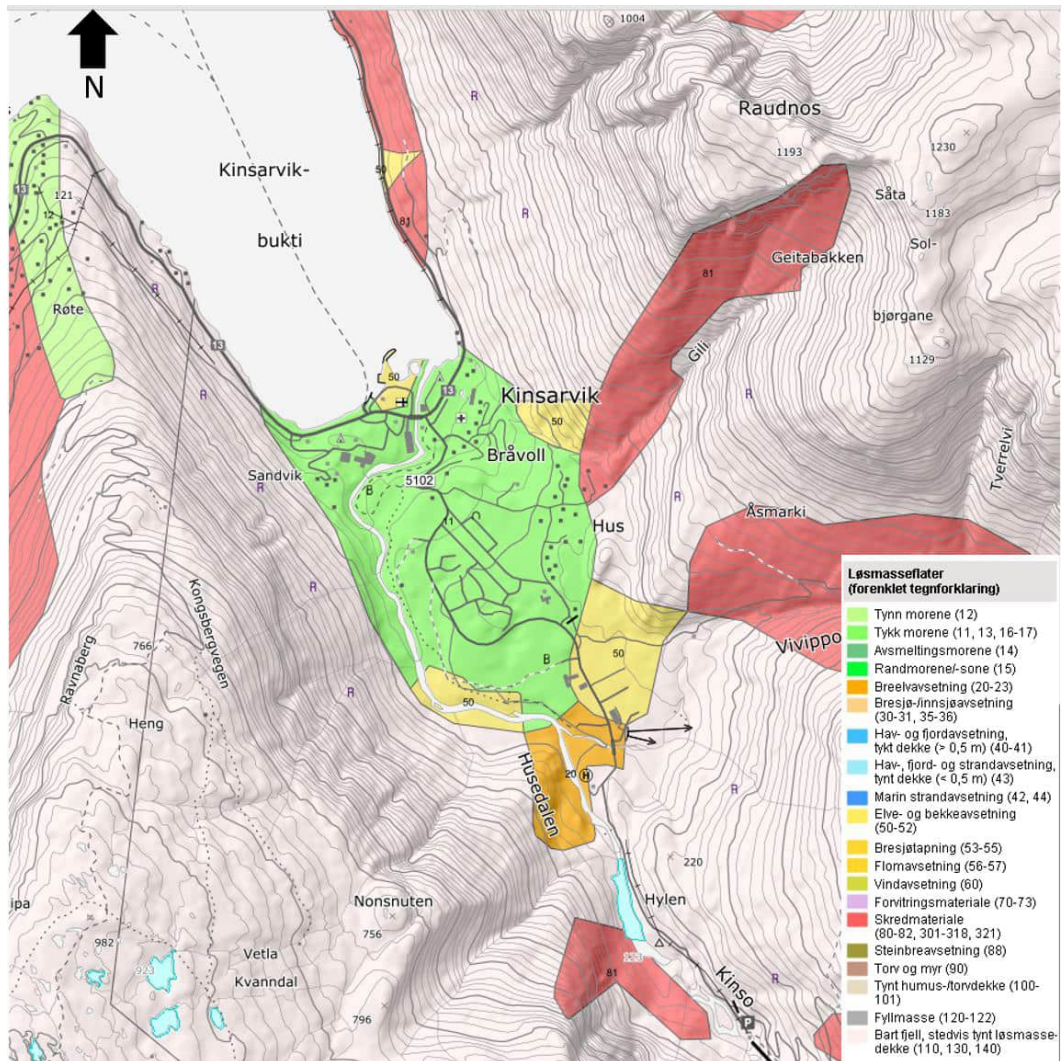 1004
N
R
Raudnos
1193
1230
50
Kinsarvik-
bukti
13
121
12
81
Såta
1183
Sol-
Geitabakken
81
R
Røte
R
bjørgane
13
1129
Gili
50
13
Kinsarvik
R
50
Tverrelvi
Bråvoll
Sandvik
5102
R
B
R
11
Hus
Åsmarki
Løsmasseflater
(forenklet tegnforklaring)
Tynn morene (12)
Tykk morene (11, 13, 16-17)
Avsmeltingsmorene (14)
Randmorene/-sone (15)
Breelvavsetning (20-23)
Bresjø-/innsjøavsetning
(30-31, 35-36)
Hav- og fjordavsetning,
tykt dekke (> 0,5 m) (40-41)
Hav-, fjord- og strandavsetning,
tynt dekke (< 0,5 m) (43)
Marin strandavsetning (42, 44)
Elve- og bekkeavsetning
(50-52)
Bresjøtapning (53-55)
Flomavsetning (56-57)
Vindavsetning (60)
Forvitringsmateriale (70-73)
Skredmateriale
(80-82, 301-318, 321)
Steinbreavsetning (88)
Torv og myr (90)
Tynt humus-/torvdekke (100-
101)
Fyllmasse (120-122)
Bart fjell, stedvis tynt løsmasse-
dekke (110, 130, 140)
R
Kongsbergvegen
Vivippo
766
Ravnaberg
B
50
R
50
Heng
20
H
Husedalen
R
220
Nonsnuten
Hylen
ipa
756
982
923
Vetla
Kvanndal
123
81
Kinso
R
796
P